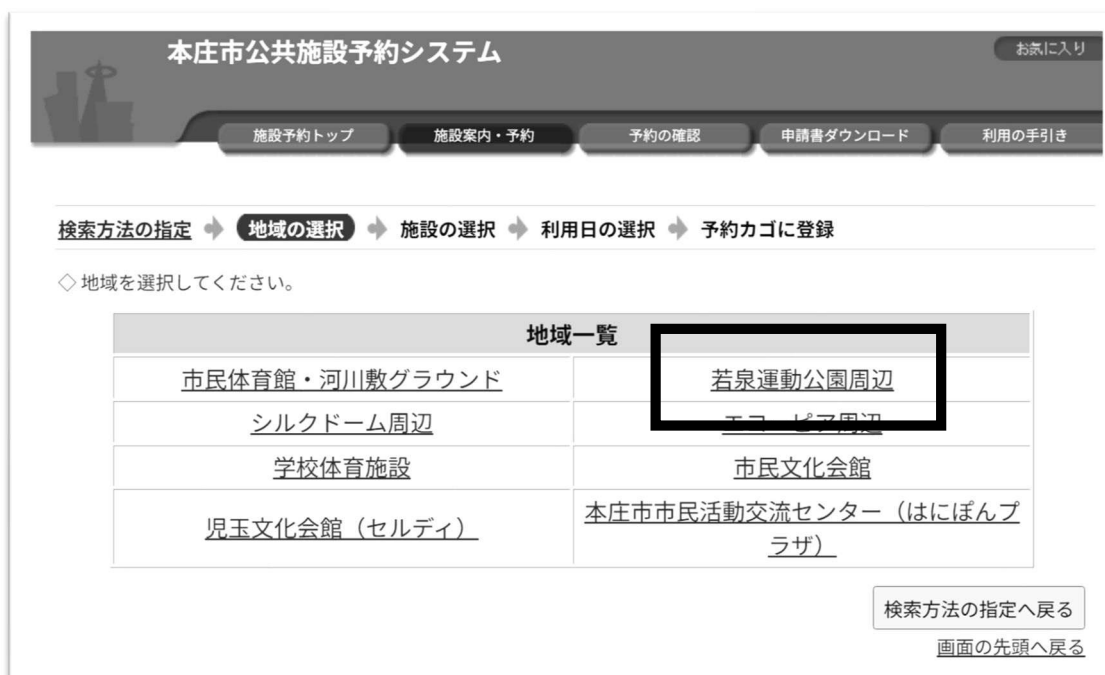 本庄市公共施設予約システム
お気に入り
施設予約トップ 施設案内・予約 予約の確認 申請書ダウンロード 利用の手引き
検索方法の指定 地域の選択 施設の選択 利用日の選択 予約カゴに登録
◇地域を選択してください。
地域一覧
市民体育館・河川敷グラウンド 若泉運動公園周辺
シルクドーム周辺 エコーピア周辺
学校体育施設 市民文化会館
児玉文化会館（セルディ） 本庄市市民活動交流センター（はにぽんプ
ラザ）
検索方法の指定へ戻る
画面の先頭へ戻る